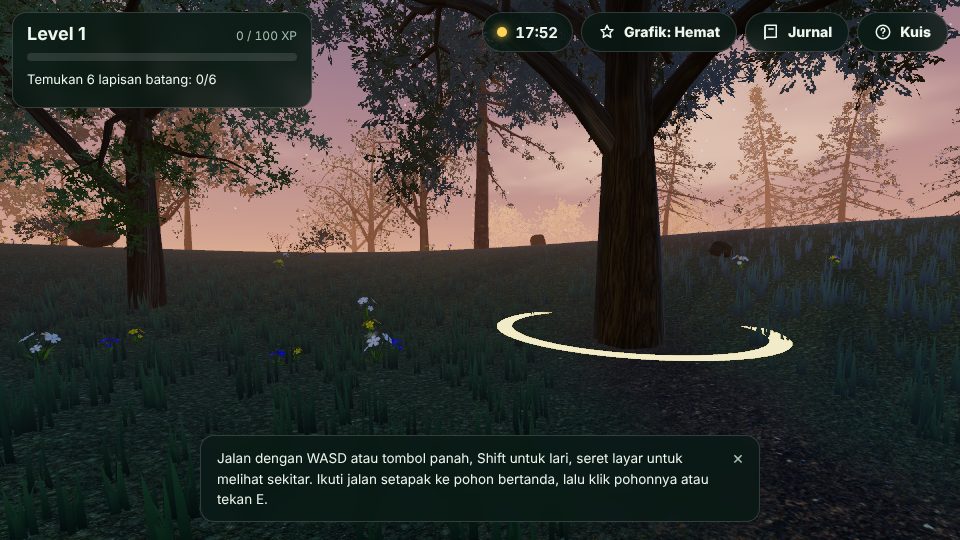 Level 1
0 / 100 XP
Temukan 6 lapisan batang: 0/6
17:52
Grafik: Hemat
Jurnal
Kuis
Jalan dengan WASD atau tombol panah, Shift untuk lari, seret layar untuk
melihat sekitar. Ikuti jalan setapak ke pohon bertanda, lalu klik pohonnya atau
tekan E.